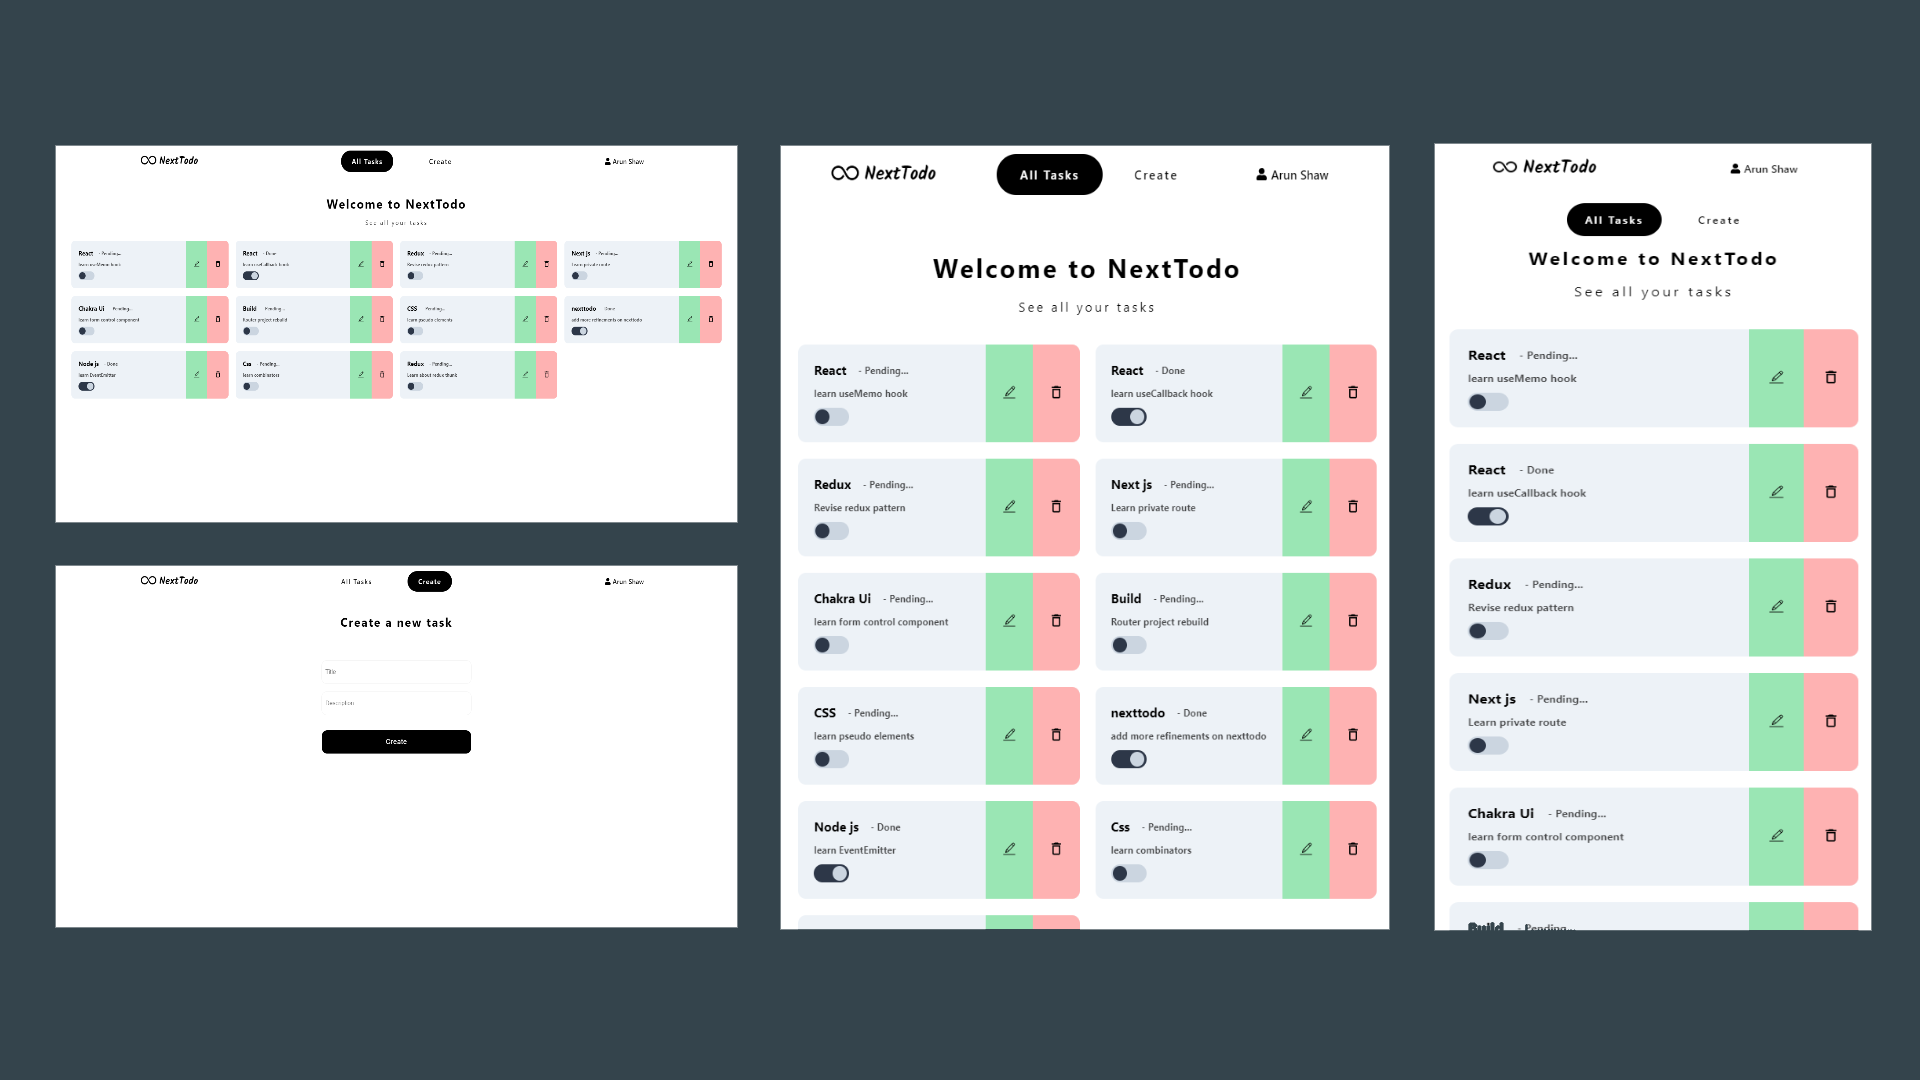 NextTodo
All Tasks
Create
Arun Shaw
Welcome to NextTodo
See all your tasks
React - Pending...
learn useMemo hook
React - Done
learn useCallback hook
Redux - Pending...
Revise redux pattern
Next js - Pending...
Learn private route
Chakra Ui Pending...
learn form control component
Build Pending...
Router project rebuild
CSS Pending...
learn pseudo elements
nexttodo Done
add more refinements on nexttodo
Node js - Done
learn EventEmitter
Css - Pending...
learn combinators
Redux - Pending...
Learn about redux thunk
NextTodo
All Tasks
Create
Arun Shaw
Create a new task
Title
Description
Create
NextTodo
All Tasks
Create
Arun Shaw
Welcome to NextTodo
See all your tasks
React - Pending...
learn useMemo hook
React - Done
learn useCallback hook
Redux - Pending...
Revise redux pattern
Next js - Pending...
Learn private route
Chakra Ui - Pending...
learn form control component
Build - Pending...
Router project rebuild
CSS - Pending...
learn pseudo elements
nexttodo - Done
add more refinements on nexttodo
Node js - Done
learn EventEmitter
Css - Pending...
learn combinators
NextTodo
Arun Shaw
All Tasks
Create
Welcome to NextTodo
See all your tasks
React - Pending...
learn useMemo hook
React - Done
learn useCallback hook
Redux - Pending...
Revise redux pattern
Next js - Pending...
Learn private route
Chakra Ui - Pending...
learn form control component
Build - Pending...